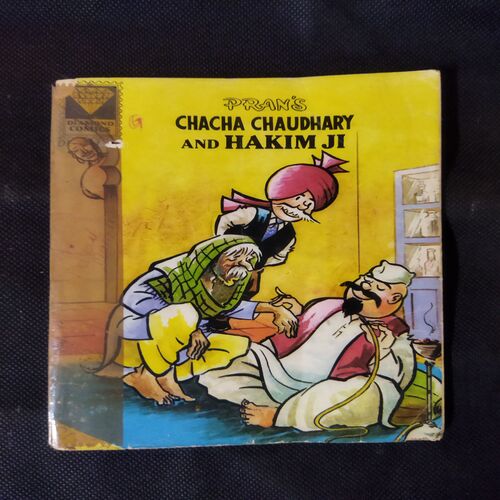 PRAN'S
CHACHA CHAUDHARY
AND HAKIM JI
DIAMOND
COMICS